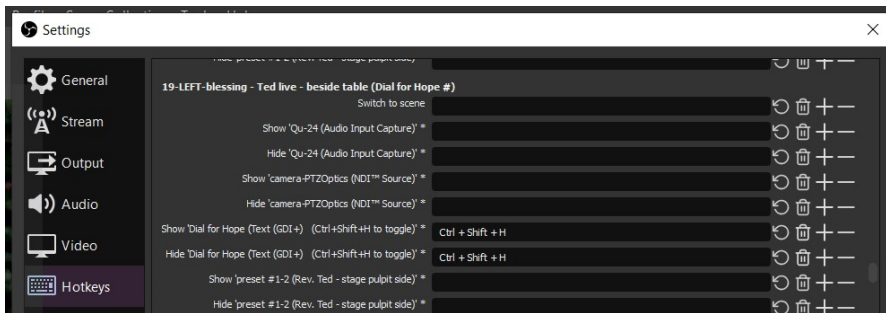 Settings
General
Stream
Output
Audio
Video
Hotkeys
19-LEFT-blessing - Ted live - beside table (Dial for Hope #)
Switch to scene
Show 'Qu-24 (Audio Input Capture)' *
Hide 'Qu-24 (Audio Input Capture)' *
Show 'camera-PTZOptics (NDI™ Source)' *
Hide 'camera-PTZOptics (NDI™ Source)' *
Show 'Dial for Hope (Text (GDI+) (Ctrl+Shift+H to toggle)' * Ctrl + Shift + H
Hide 'Dial for Hope (Text (GDI+) (Ctrl+Shift+H to toggle)' * Ctrl + Shift + H
Show 'preset #1-2 (Rev. Ted - stage pulpit side)' *
Hide 'preset #1-2 (Rev. Ted - stage pulpit side)' *